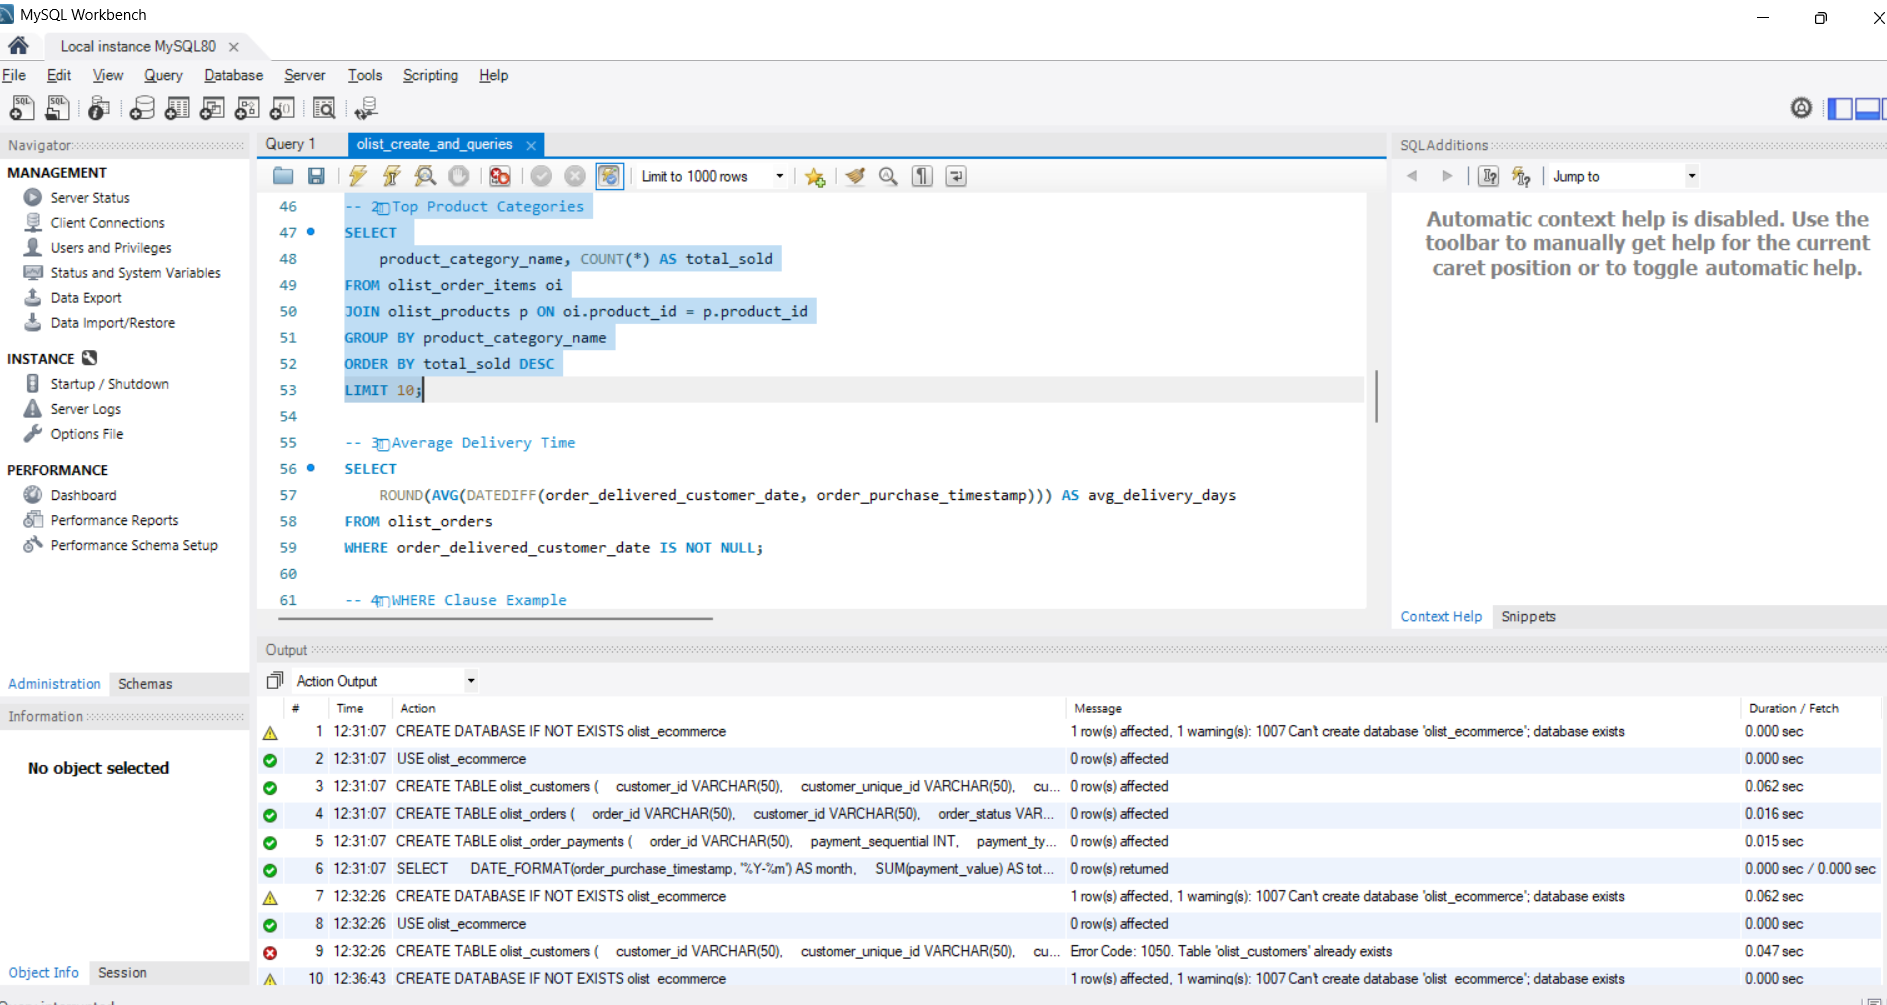 MySQL Workbench
Local instance MySQL80
File Edit View Query Database Server Tools Scripting Help
Navigator
MANAGEMENT
Server Status
Client Connections
Users and Privileges
Status and System Variables
Data Export
Data Import/Restore
INSTANCE
Startup / Shutdown
Server Logs
Options File
PERFORMANCE
Dashboard
Performance Reports
Performance Schema Setup
Administration Schemas
Information
No object selected
Object Info Session
Query 1 olist_create_and_queries
Limit to 1000 rows
46 -- 2 Top Product Categories
47 SELECT
48 product_category_name, COUNT(*) AS total_sold
49 FROM olist_order_items oi
50 JOIN olist_products p ON oi.product_id = p.product_id
51 GROUP BY product_category_name
52 ORDER BY total_sold DESC
53 LIMIT 10;
54
55 -- 3 Average Delivery Time
56 SELECT
57 ROUND(AVG(DATEDIFF(order_delivered_customer_date, order_purchase_timestamp))) AS avg_delivery_days
58 FROM olist_orders
59 WHERE order_delivered_customer_date IS NOT NULL;
60
61 -- 4 WHERE Clause Example
SQLAdditions
Jump to
Automatic context help is disabled. Use the
toolbar to manually get help for the current
caret position or to toggle automatic help.
Context Help Snippets
Output
Action Output
# Time Action Message Duration / Fetch
1 12:31:07 CREATE DATABASE IF NOT EXISTS olist_ecommerce 1 row(s) affected, 1 warning(s): 1007 Can't create database 'olist_ecommerce'; database exists 0.000 sec
2 12:31:07 USE olist_ecommerce 0 row(s) affected 0.000 sec
3 12:31:07 CREATE TABLE olist_customers ( customer_id VARCHAR(50), customer_unique_id VARCHAR(50), cu... 0 row(s) affected 0.062 sec
4 12:31:07 CREATE TABLE olist_orders ( order_id VARCHAR(50), customer_id VARCHAR(50), order_status VAR... 0 row(s) affected 0.016 sec
5 12:31:07 CREATE TABLE olist_order_payments ( order_id VARCHAR(50), payment_sequential INT, payment_ty... 0 row(s) affected 0.015 sec
6 12:31:07 SELECT DATE_FORMAT(order_purchase_timestamp, '%Y-%m') AS month, SUM(payment_value) AS tot... 0 row(s) returned 0.000 sec / 0.000 sec
7 12:32:26 CREATE DATABASE IF NOT EXISTS olist_ecommerce 1 row(s) affected, 1 warning(s): 1007 Can't create database 'olist_ecommerce'; database exists 0.062 sec
8 12:32:26 USE olist_ecommerce 0 row(s) affected 0.000 sec
9 12:32:26 CREATE TABLE olist_customers ( customer_id VARCHAR(50), customer_unique_id VARCHAR(50), cu... Error Code: 1050. Table 'olist_customers' already exists 0.047 sec
10 12:36:43 CREATE DATABASE IF NOT EXISTS olist_ecommerce 1 row(s) affected, 1 warning(s): 1007 Can't create database 'olist_ecommerce'; database exists 0.000 sec